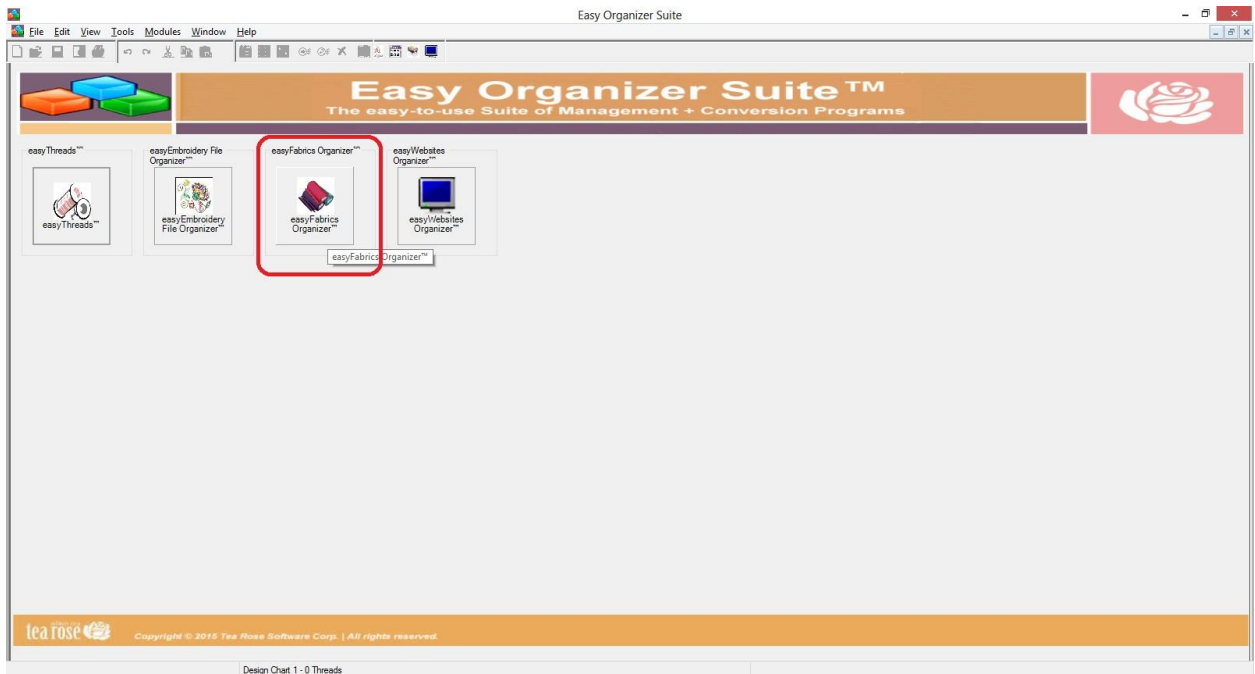 Easy Organizer Suite
File Edit View Tools Modules Window Help
Easy Organizer Suite™
The easy-to-use Suite of Management + Conversion Programs
easyThreads™
easyThreads™
easyEmbroidery File
Organizer™
easyEmbroidery
File Organizer™
easyFabrics Organizer™
easyFabrics
Organizer™
easyFabrics Organizer™
easyWebsites
Organizer™
easyWebsites
Organizer™
tea rose
Copyright © 2015 Tea Rose Software Corp. | All rights reserved.
Design Chart 1 - 0 Threads